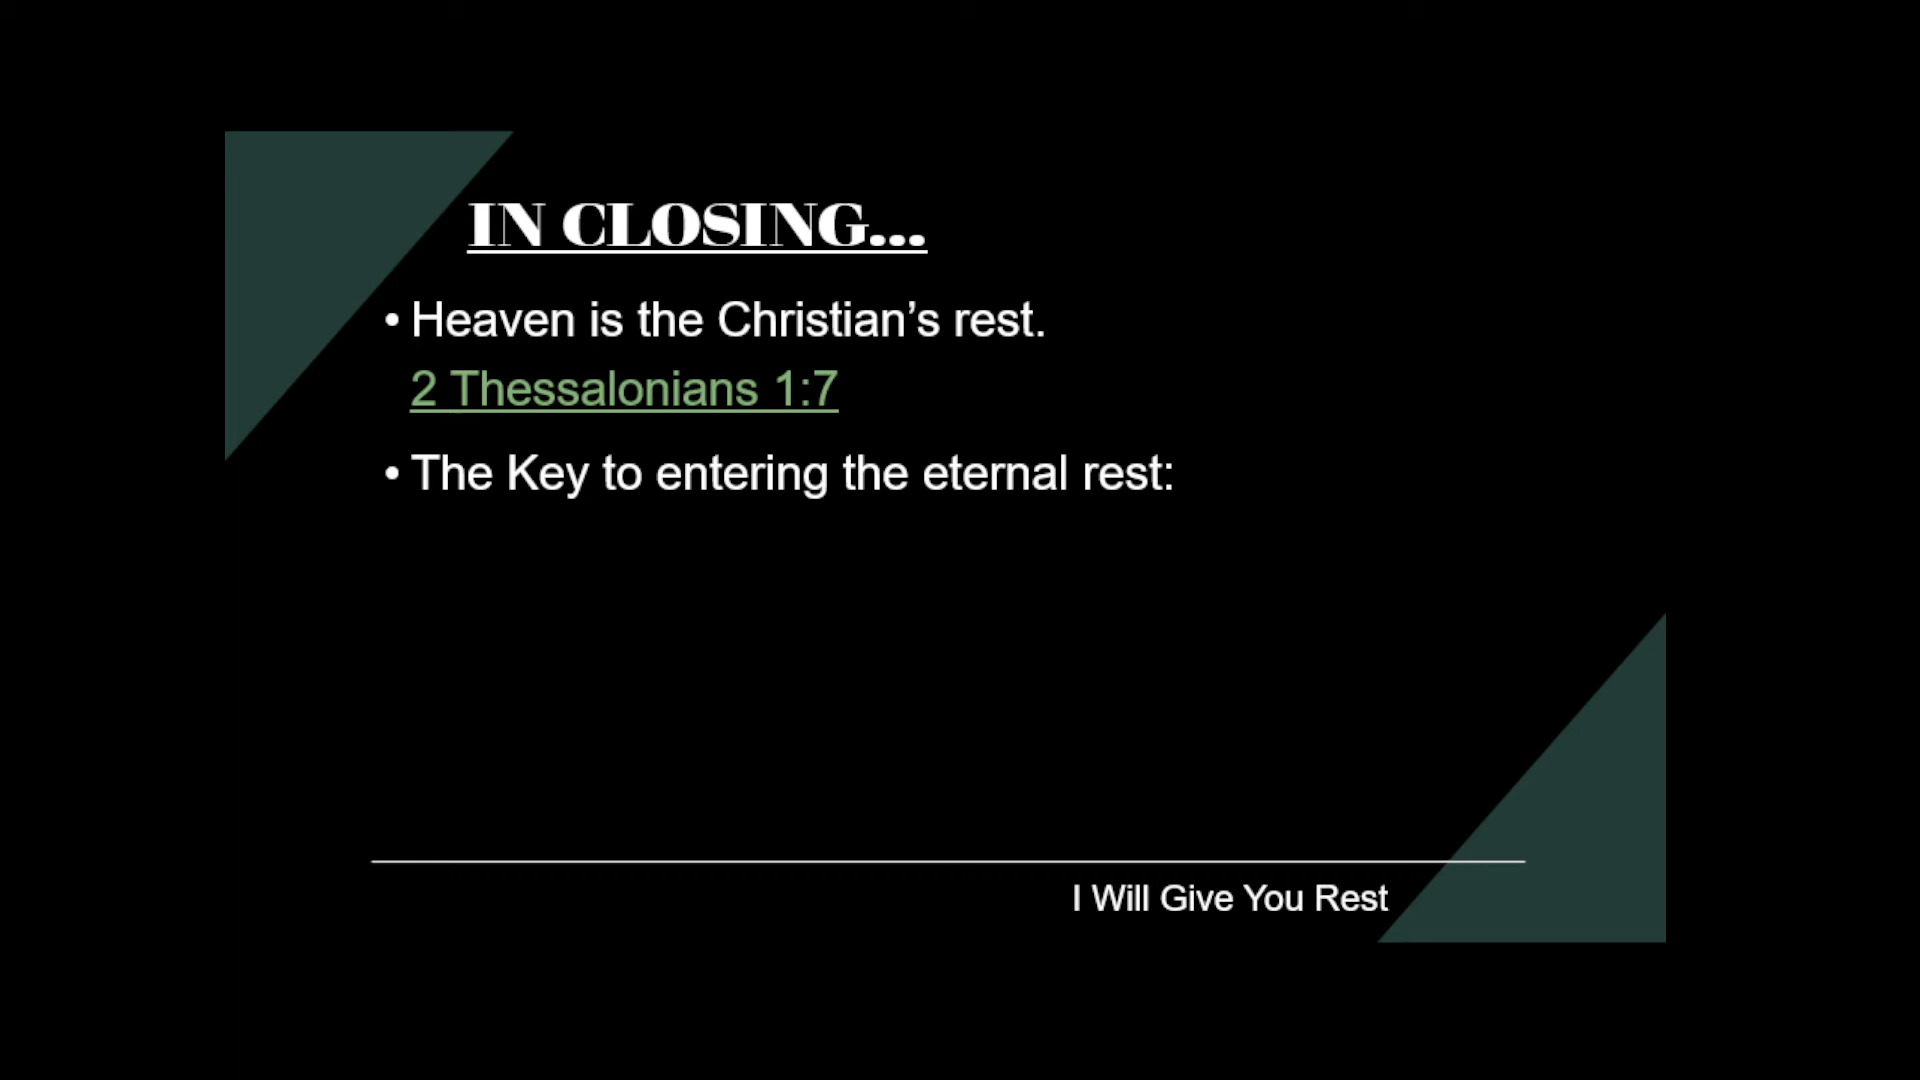 IN CLOSING...
• Heaven is the Christian’s rest.
2 Thessalonians 1:7
• The Key to entering the eternal rest:
I Will Give You Rest